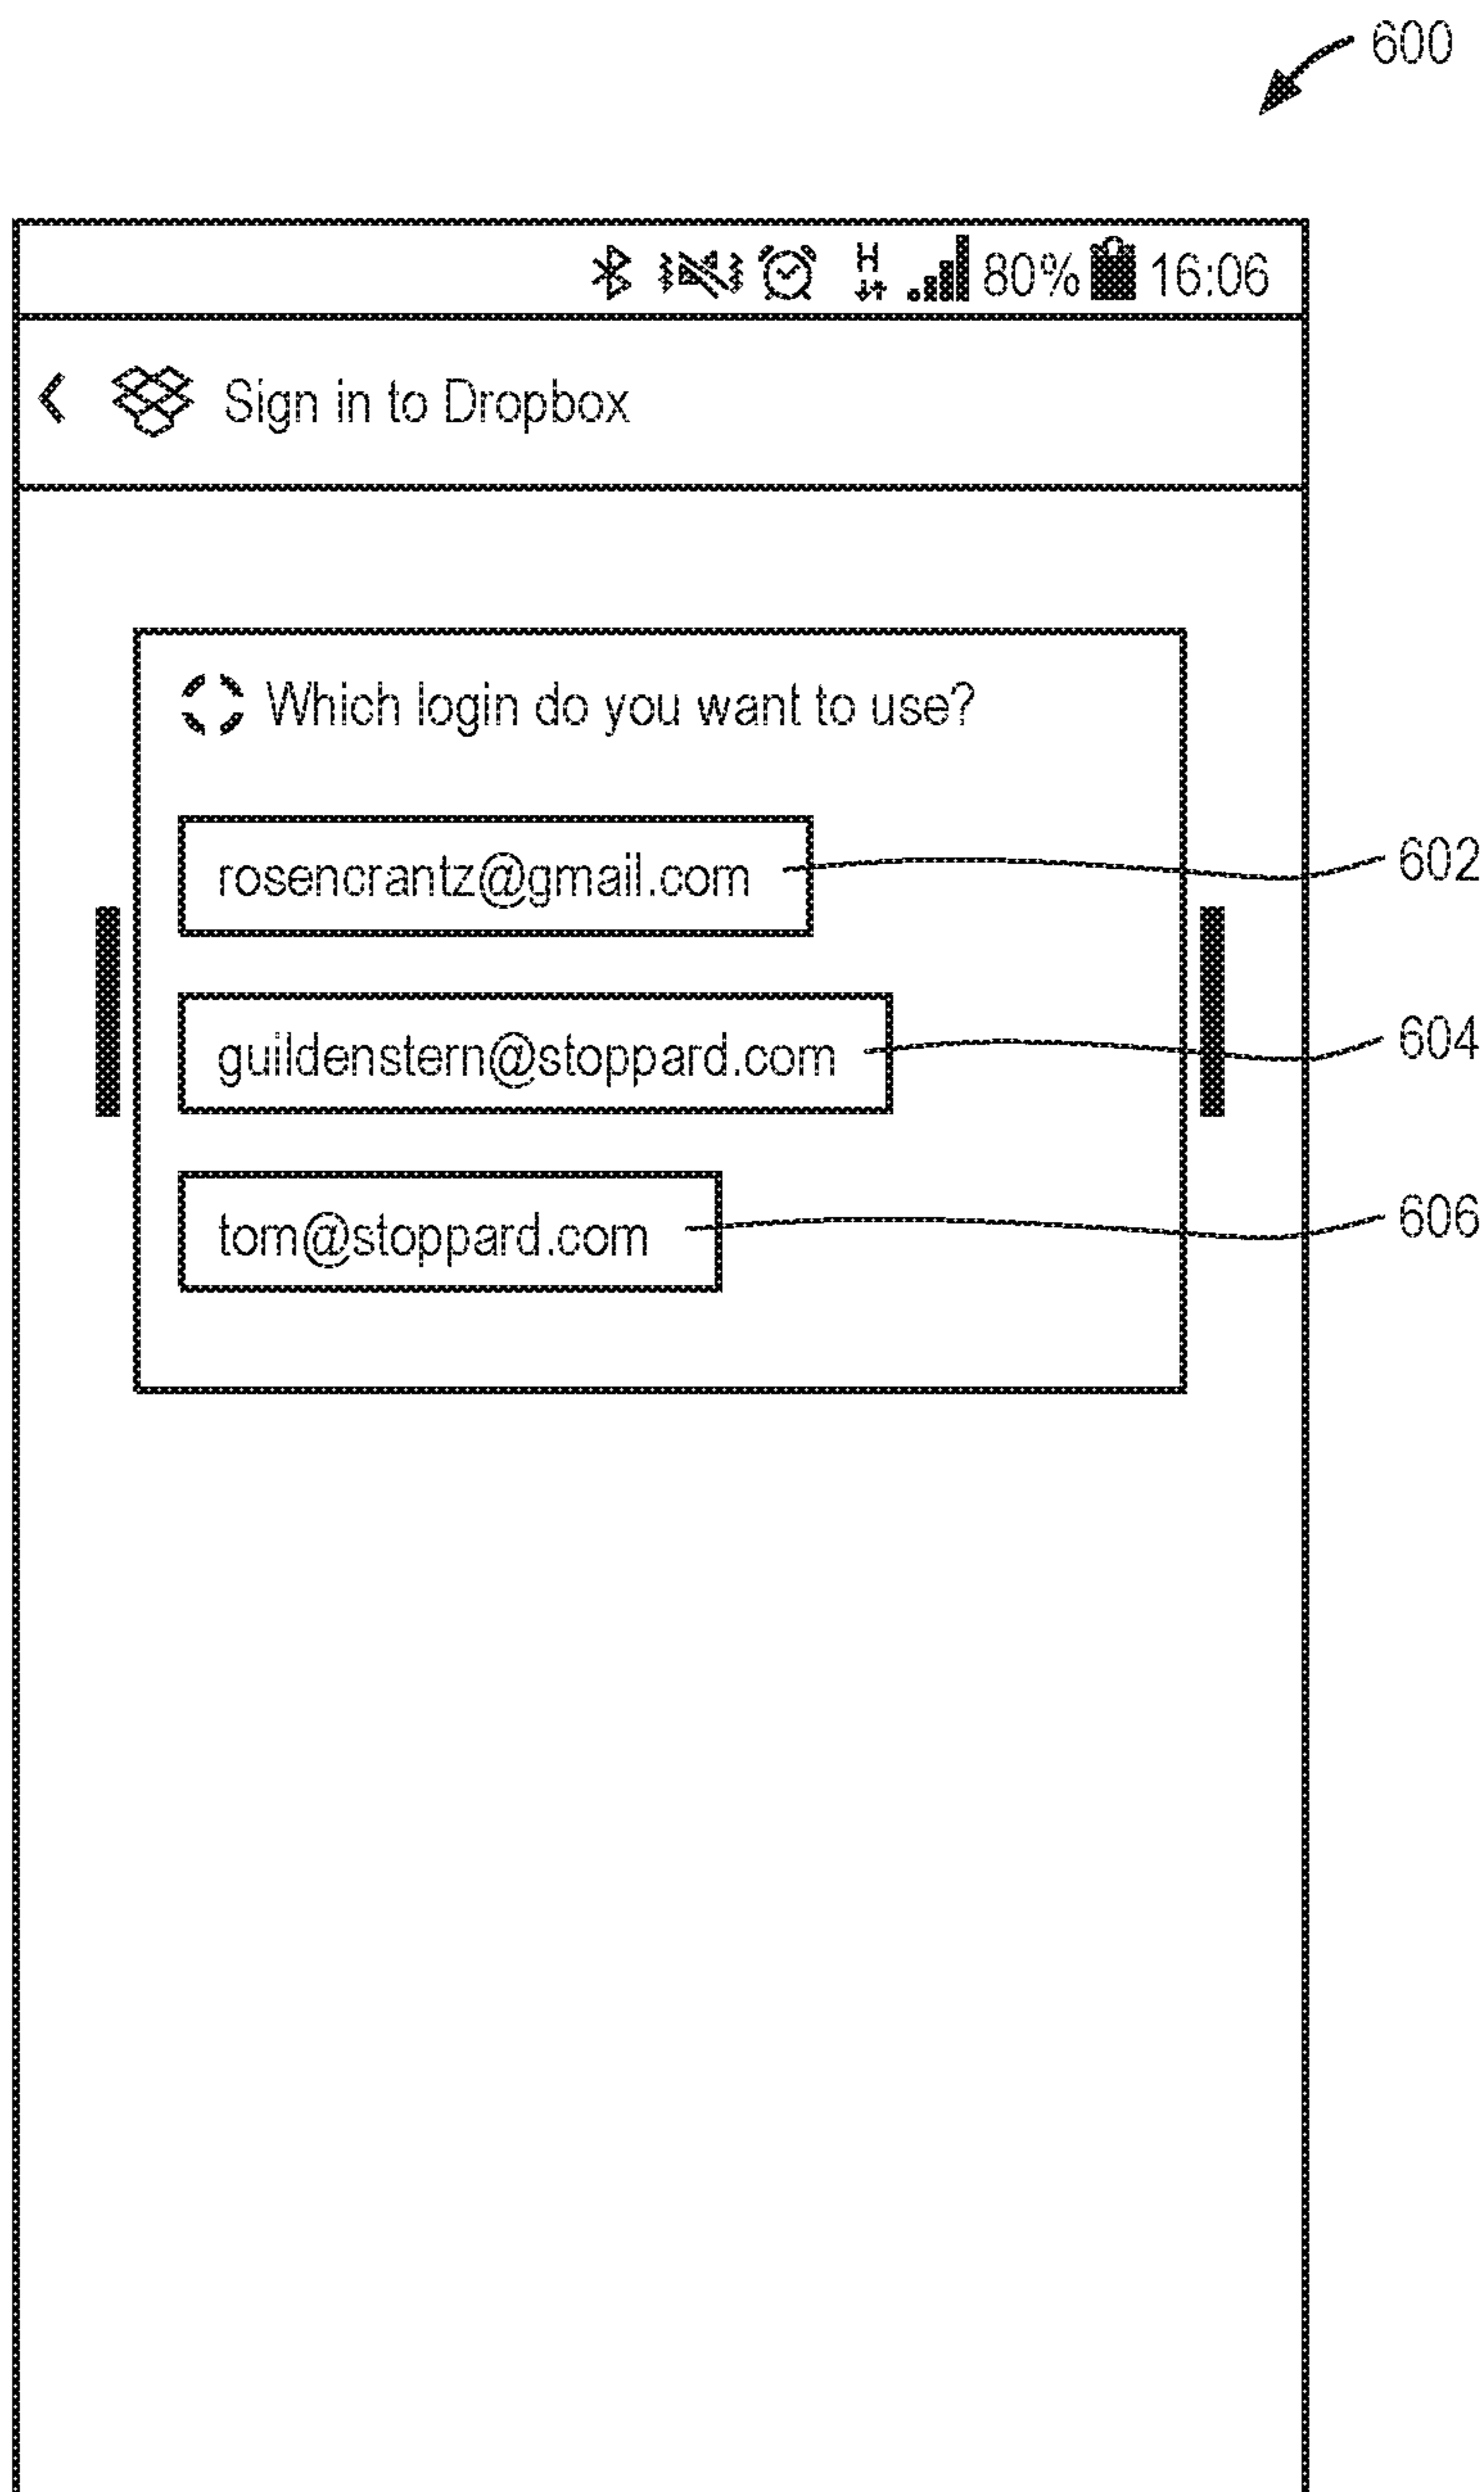 600
H 80% 16:06
Sign in to Dropbox
Which login do you want to use?
rosencrantz@gmail.com
602
guildenstern@stoppard.com
604
tom@stoppard.com
606